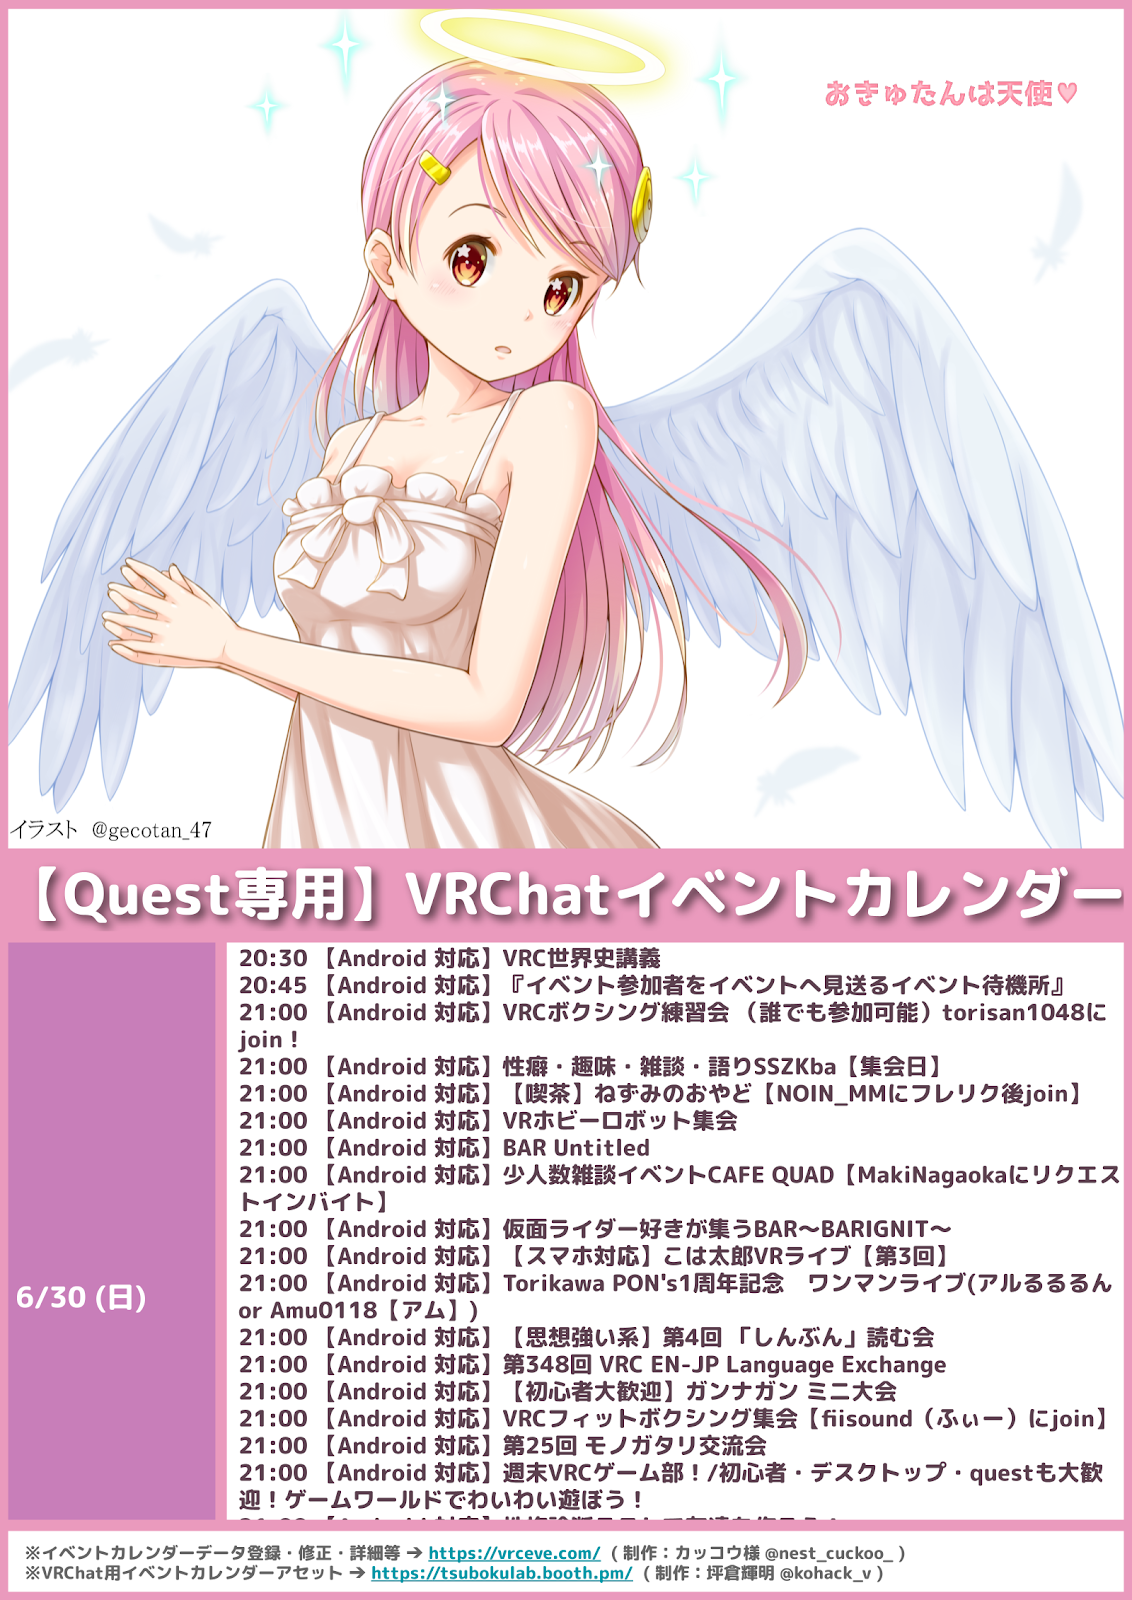 おきゅたんは天使♥
イラスト @gecotan_47
【Quest専用】VRChatイベントカレンダー
6/30 (日)
20:30 【Android 対応】VRC世界史講義
20:45 【Android 対応】『イベント参加者をイベントへ見送るイベント待機所』
21:00 【Android 対応】VRCボクシング練習会 （誰でも参加可能）torisan1048に
join！
21:00 【Android 対応】性癖・趣味・雑談・語りSSZKba【集会日】
21:00 【Android 対応】【喫茶】ねずみのおやど【NOIN_MMにフレリク後join】
21:00 【Android 対応】VRホビーロボット集会
21:00 【Android 対応】BAR Untitled
21:00 【Android 対応】少人数雑談イベントCAFE QUAD【MakiNagaokaにリクエス
トインバイト】
21:00 【Android 対応】仮面ライダー好きが集うBAR～BARIGNIT～
21:00 【Android 対応】【スマホ対応】こは太郎VRライブ【第3回】
21:00 【Android 対応】Torikawa PON's1周年記念　ワンマンライブ(アルるるるん
or Amu0118【アム】)
21:00 【Android 対応】【思想強い系】第4回 「しんぶん」読む会
21:00 【Android 対応】第348回 VRC EN-JP Language Exchange
21:00 【Android 対応】【初心者大歓迎】ガンナガン ミニ大会
21:00 【Android 対応】VRCフィットボクシング集会【fiisound（ふぃー）にjoin】
21:00 【Android 対応】第25回 モノガタリ交流会
21:00 【Android 対応】週末VRCゲーム部！/初心者・デスクトップ・questも大歓
迎！ゲームワールドでわいわい遊ぼう！
※イベントカレンダーデータ登録・修正・詳細等 ➔ https://vrceve.com/ （制作：カッコウ様 @nest_cuckoo_ ）
※VRChat用イベントカレンダーアセット ➔ https://tsubokulab.booth.pm/ （制作：坪倉輝明 @kohack_v ）